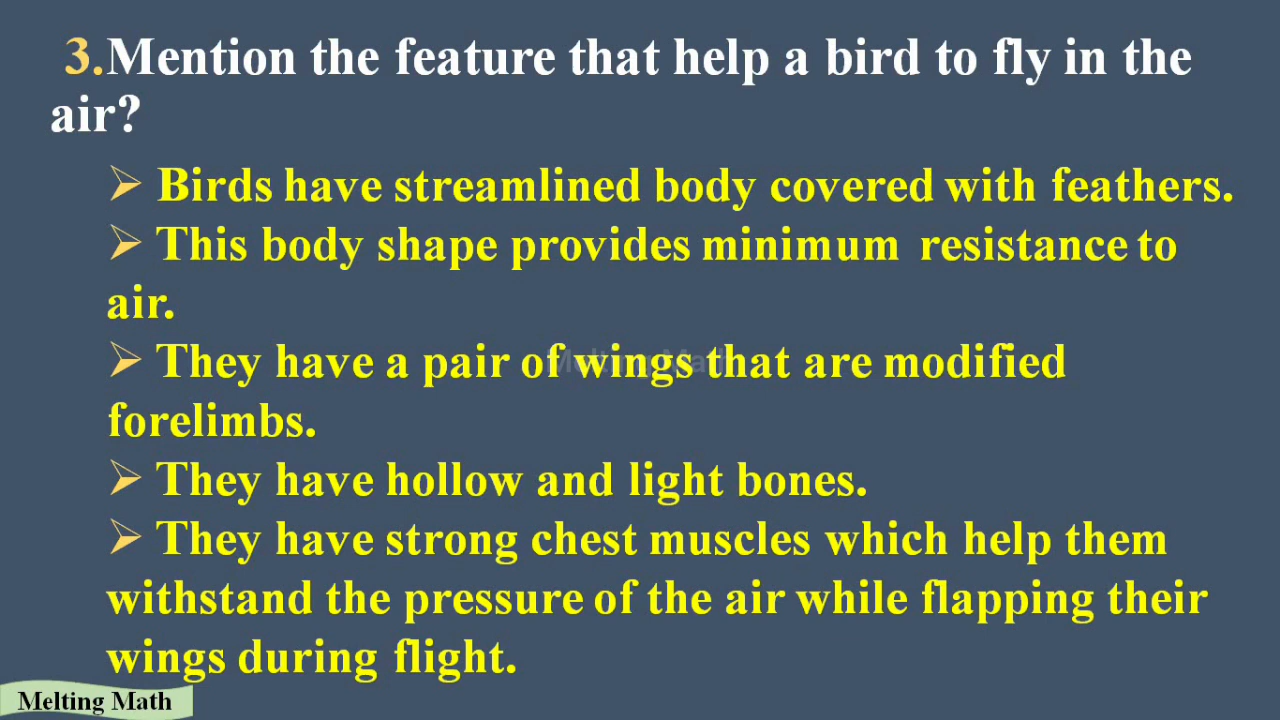 3.Mention the feature that help a bird to fly in the
air?
➢ Birds have streamlined body covered with feathers.
➢ This body shape provides minimum resistance to
air.
➢ They have a pair of wings that are modified
forelimbs.
➢ They have hollow and light bones.
➢ They have strong chest muscles which help them
withstand the pressure of the air while flapping their
wings during flight.
Melting Math
Melting Math